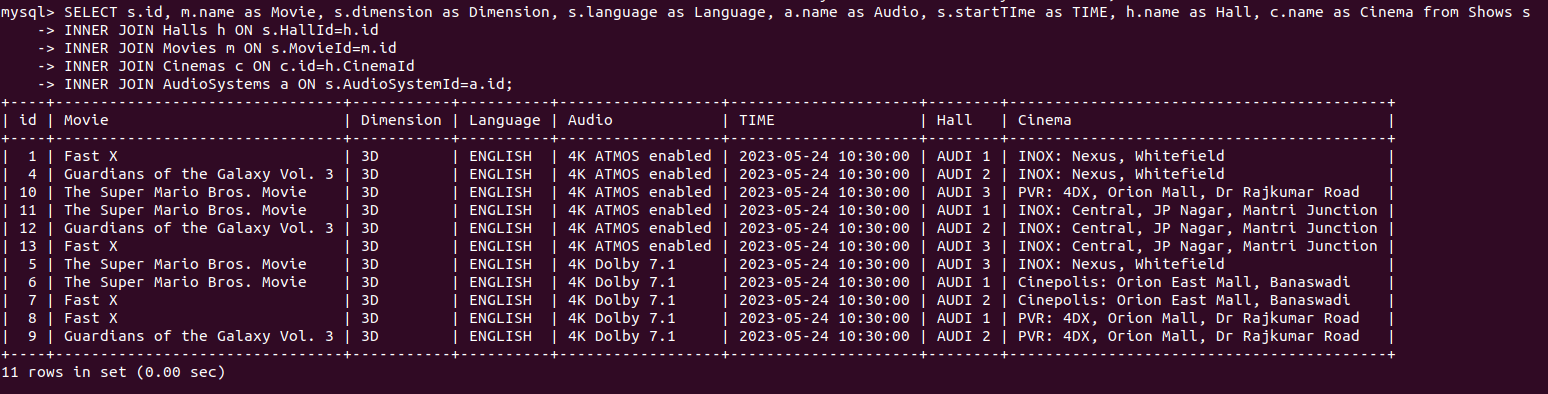 mysql> SELECT s.id, m.name as Movie, s.dimension as Dimension, s.language as Language, a.name as Audio, s.startTIme as TIME, h.name as Hall, c.name as Cinema from Shows s
    -> INNER JOIN Halls h ON s.HallId=h.id
    -> INNER JOIN Movies m ON s.MovieId=m.id
    -> INNER JOIN Cinemas c ON c.id=h.CinemaId
    -> INNER JOIN AudioSystems a ON s.AudioSystemId=a.id;
+----+--------------------------------+-----------+----------+------------------+---------------------+--------+------------------------------------------+
| id | Movie                          | Dimension | Language | Audio            | TIME                | Hall   | Cinema                                   |
+----+--------------------------------+-----------+----------+------------------+---------------------+--------+------------------------------------------+
|  1 | Fast X                         | 3D        | ENGLISH  | 4K ATMOS enabled | 2023-05-24 10:30:00 | AUDI 1 | INOX: Nexus, Whitefield                  |
|  4 | Guardians of the Galaxy Vol. 3 | 3D        | ENGLISH  | 4K ATMOS enabled | 2023-05-24 10:30:00 | AUDI 2 | INOX: Nexus, Whitefield                  |
| 10 | The Super Mario Bros. Movie    | 3D        | ENGLISH  | 4K ATMOS enabled | 2023-05-24 10:30:00 | AUDI 3 | PVR: 4DX, Orion Mall, Dr Rajkumar Road   |
| 11 | The Super Mario Bros. Movie    | 3D        | ENGLISH  | 4K ATMOS enabled | 2023-05-24 10:30:00 | AUDI 1 | INOX: Central, JP Nagar, Mantri Junction |
| 12 | Guardians of the Galaxy Vol. 3 | 3D        | ENGLISH  | 4K ATMOS enabled | 2023-05-24 10:30:00 | AUDI 2 | INOX: Central, JP Nagar, Mantri Junction |
| 13 | Fast X                         | 3D        | ENGLISH  | 4K ATMOS enabled | 2023-05-24 10:30:00 | AUDI 3 | INOX: Central, JP Nagar, Mantri Junction |
|  5 | The Super Mario Bros. Movie    | 3D        | ENGLISH  | 4K Dolby 7.1     | 2023-05-24 10:30:00 | AUDI 3 | INOX: Nexus, Whitefield                  |
|  6 | The Super Mario Bros. Movie    | 3D        | ENGLISH  | 4K Dolby 7.1     | 2023-05-24 10:30:00 | AUDI 1 | Cinepolis: Orion East Mall, Banaswadi    |
|  7 | Fast X                         | 3D        | ENGLISH  | 4K Dolby 7.1     | 2023-05-24 10:30:00 | AUDI 2 | Cinepolis: Orion East Mall, Banaswadi    |
|  8 | Fast X                         | 3D        | ENGLISH  | 4K Dolby 7.1     | 2023-05-24 10:30:00 | AUDI 1 | PVR: 4DX, Orion Mall, Dr Rajkumar Road   |
|  9 | Guardians of the Galaxy Vol. 3 | 3D        | ENGLISH  | 4K Dolby 7.1     | 2023-05-24 10:30:00 | AUDI 2 | PVR: 4DX, Orion Mall, Dr Rajkumar Road   |
+----+--------------------------------+-----------+----------+------------------+---------------------+--------+------------------------------------------+
11 rows in set (0.00 sec)